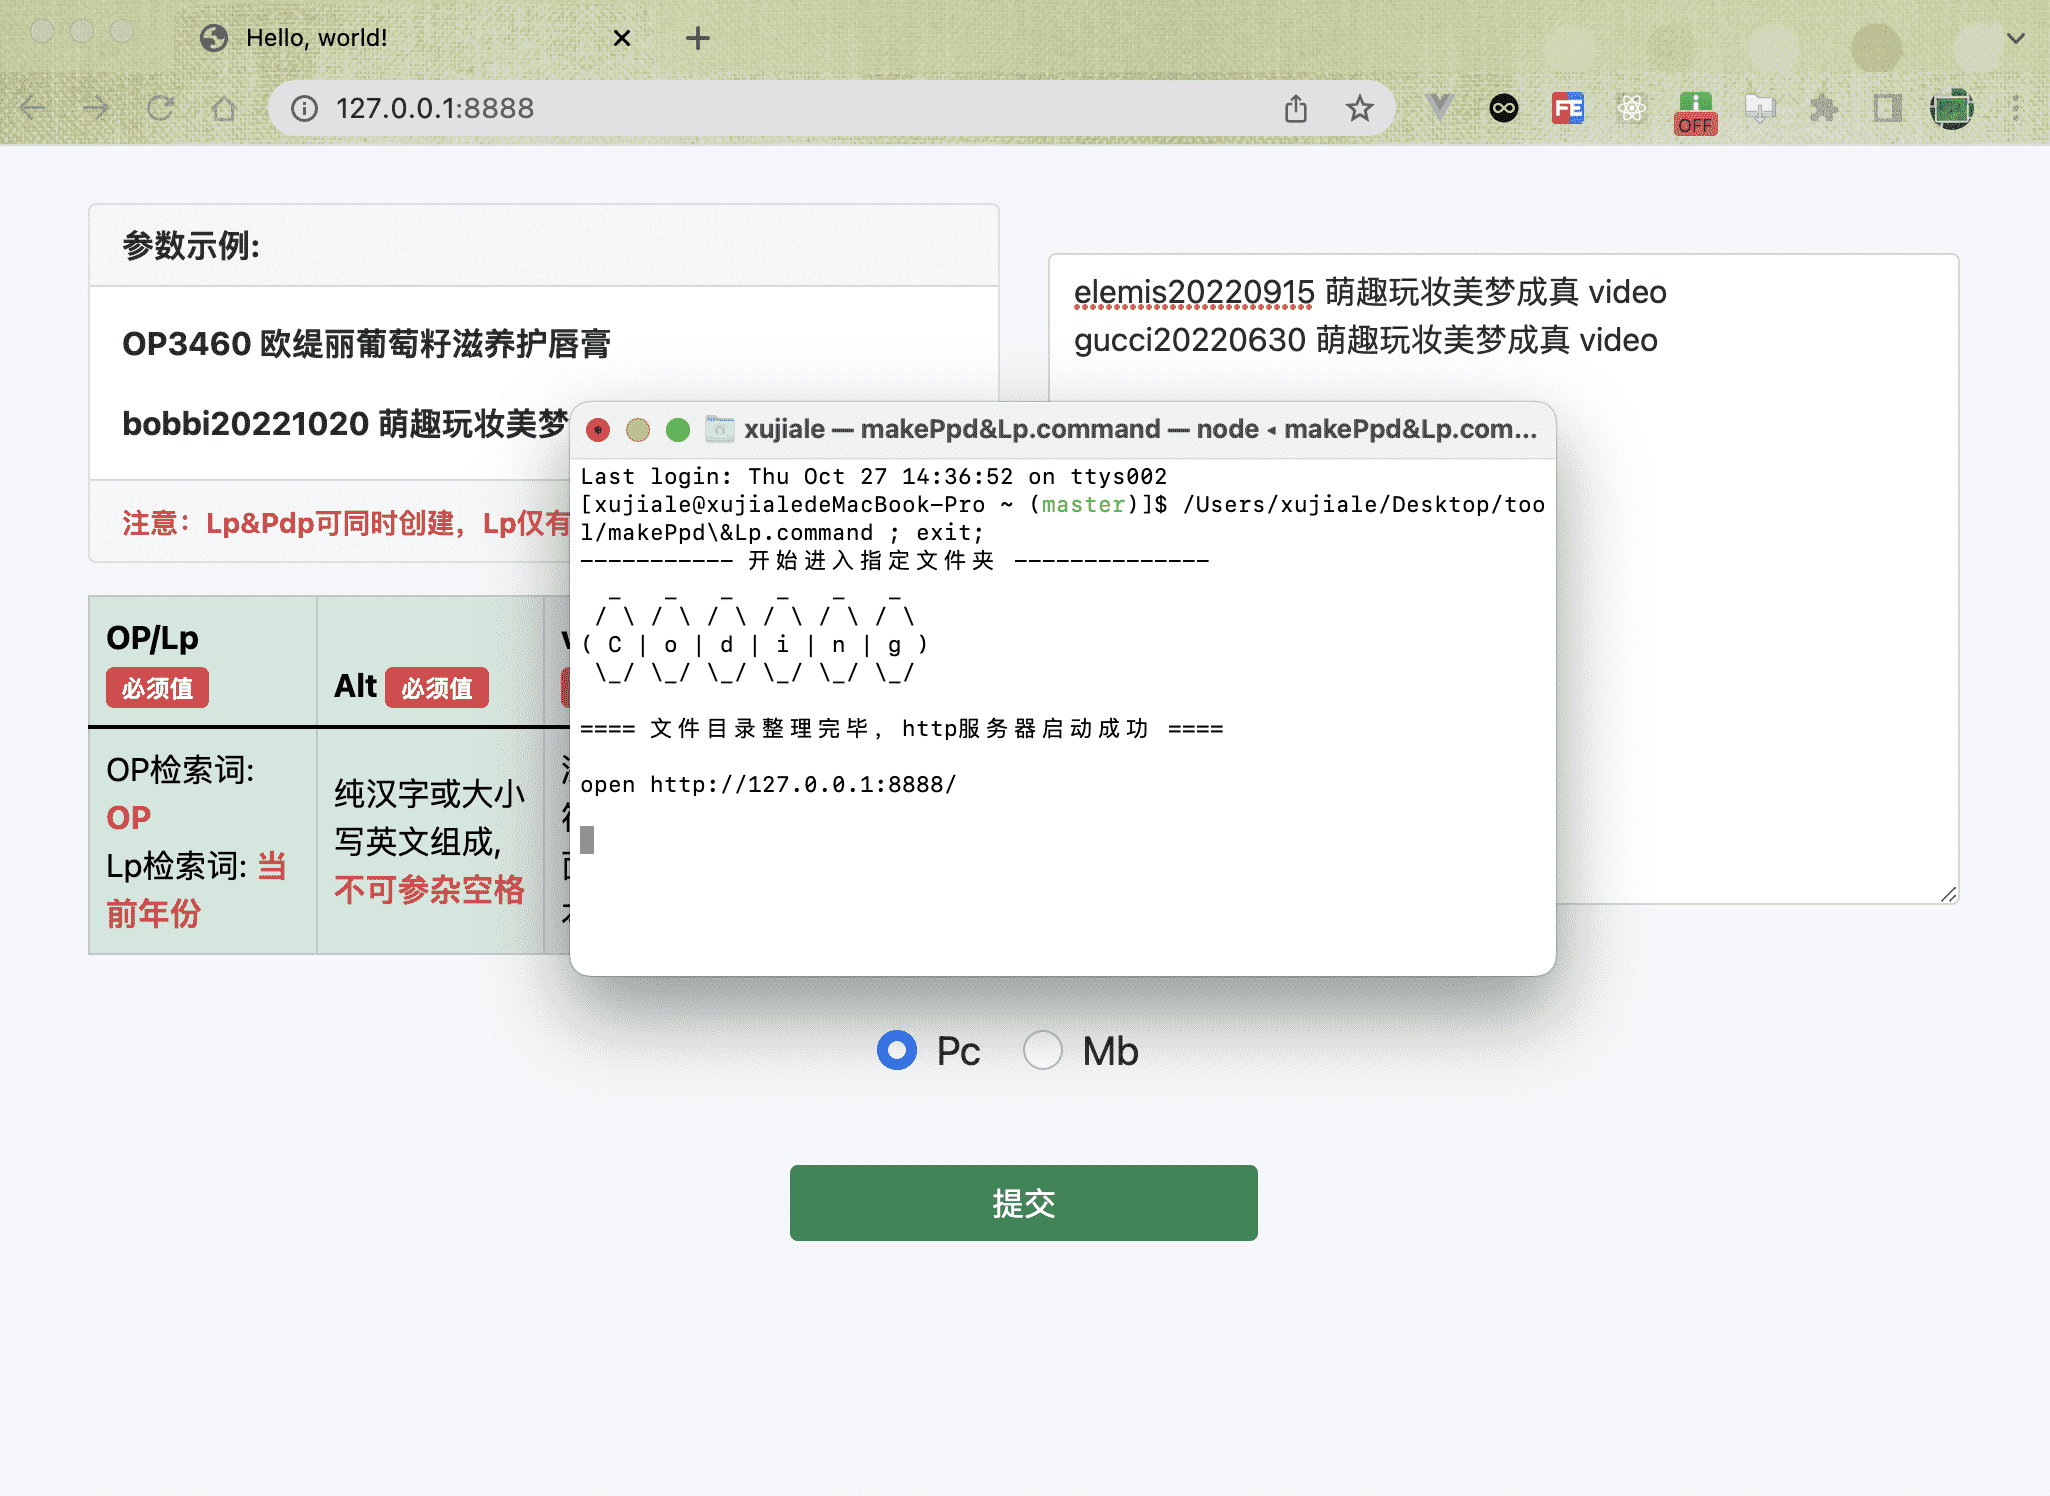 Hello, world!
127.0.0.1:8888
FE
OFF
参数示例:
OP3460 欧缇丽葡萄籽滋养护唇膏
bobbi20221020 萌趣玩妆美梦
注意：Lp&Pdp可同时创建，Lp仅有
OP/Lp
必须值
Alt 必须值
OP检索词:
OP
Lp检索词: 当
前年份
纯汉字或大小
写英文组成,
不可参杂空格
elemis20220915 萌趣玩妆美梦成真 video
gucci20220630 萌趣玩妆美梦成真 video
xujiale — makePpd&Lp.command — node ◂ makePpd&Lp.com...
Last login: Thu Oct 27 14:36:52 on ttys002
[xujiale@xujialedeMacBook-Pro ~ (master)]$ /Users/xujiale/Desktop/too
l/makePpd\&Lp.command ; exit;
----------- 开始进入指定文件夹 --------------
  _   _   _   _   _   _
 / \ / \ / \ / \ / \ / \
( C | o | d | i | n | g )
 \_/ \_/ \_/ \_/ \_/ \_/
==== 文件目录整理完毕，http服务器启动成功 ====
open http://127.0.0.1:8888/
Pc
Mb
提交